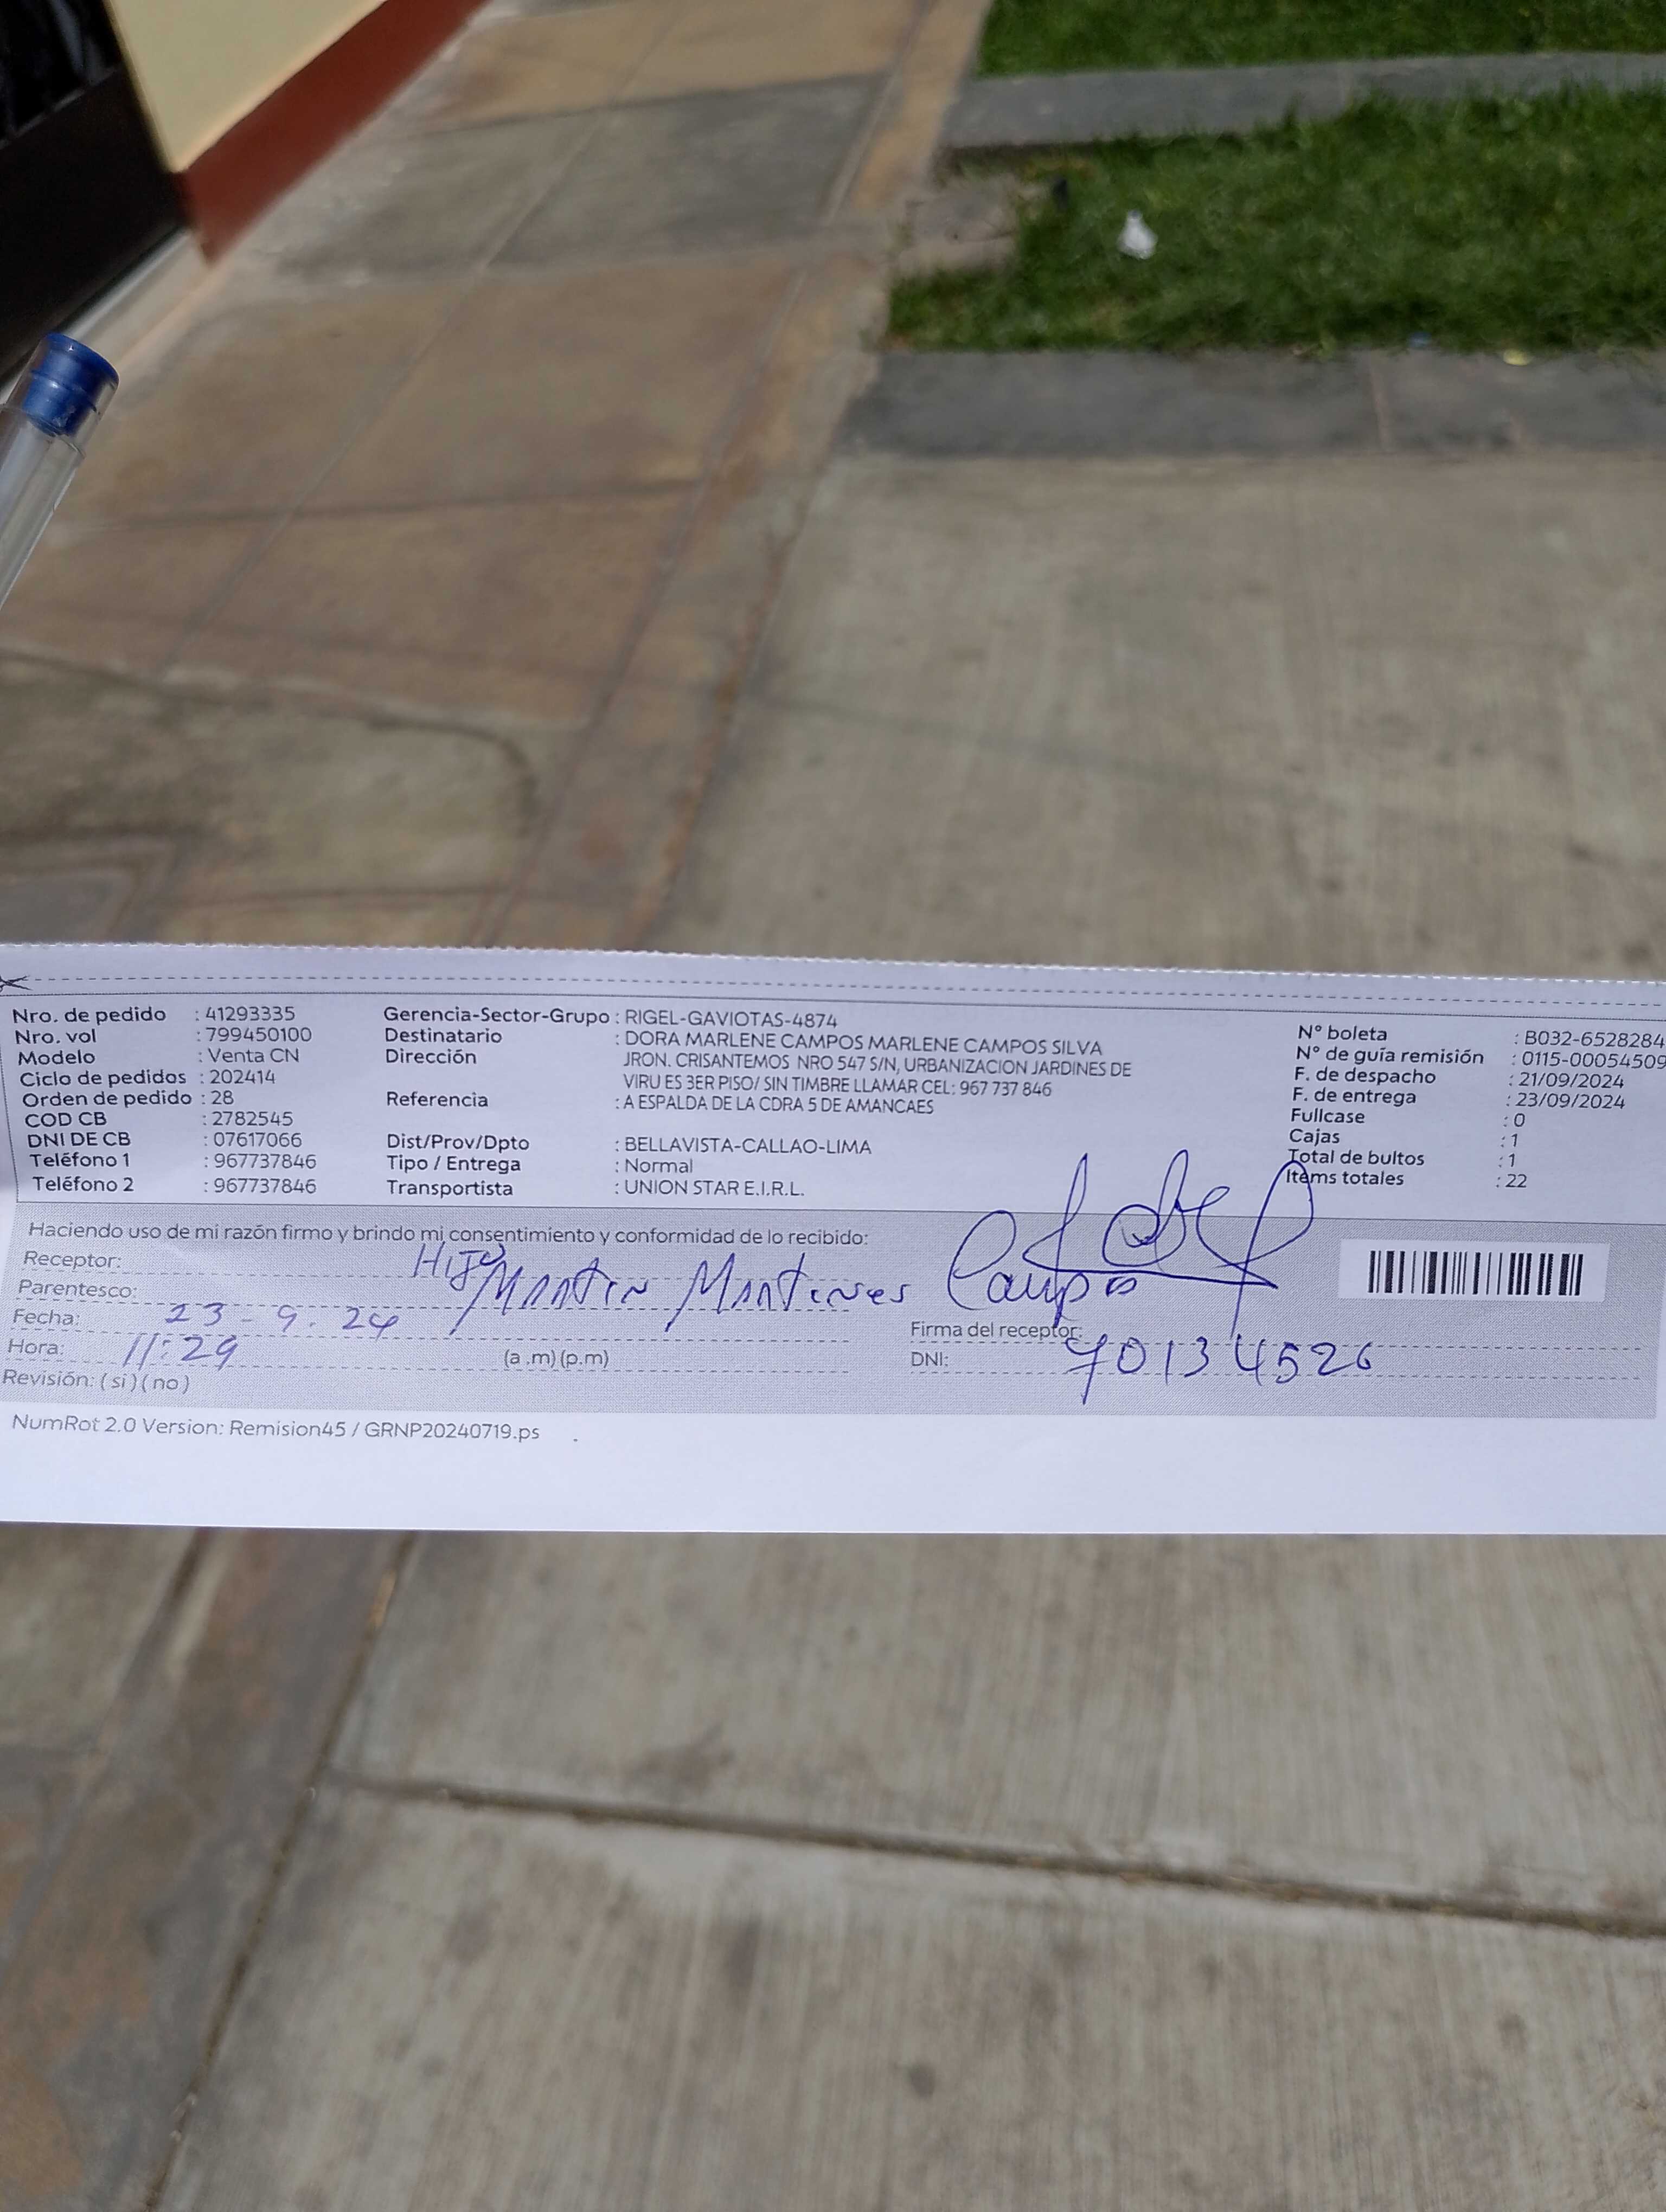 Nro. de pedido : 41293335
Nro. vol : 799450100
Modelo : Venta CN
Ciclo de pedidos : 202414
Orden de pedido : 28
COD CB : 2782545
DNI DE CB : 07617066
Teléfono 1 : 967737846
Teléfono 2 : 967737846
Gerencia-Sector-Grupo : RIGEL-GAVIOTAS-4874
Destinatario : DORA MARLENE CAMPOS MARLENE CAMPOS SILVA
Dirección JRON. CRISANTEMOS NRO 547 S/N, URBANIZACION JARDINES DE
VIRU ES 3ER PISO/ SIN TIMBRE LLAMAR CEL: 967 737 846
Referencia : A ESPALDA DE LA CDRA 5 DE AMANCAES
Dist/Prov/Dpto : BELLAVISTA-CALLAO-LIMA
Tipo / Entrega : Normal
Transportista : UNION STAR E.I.R.L.
N° boleta : B032-6528284
N° de guía remisión : 0115-00054509
F. de despacho : 21/09/2024
F. de entrega : 23/09/2024
Fullcase : 0
Cajas : 1
Total de bultos : 1
Items totales : 22
Haciendo uso de mi razón firmo y brindo mi consentimiento y conformidad de lo recibido:
Receptor: HIJO
Parentesco: Martin Martines Campos
Fecha: 23-9.24
Hora: 11:29 (a .m) (p.m)
Revisión: ( si ) ( no )
Firma del receptor:
DNI: 70134526
NumRot 2.0 Version: Remision45 / GRNP20240719.ps